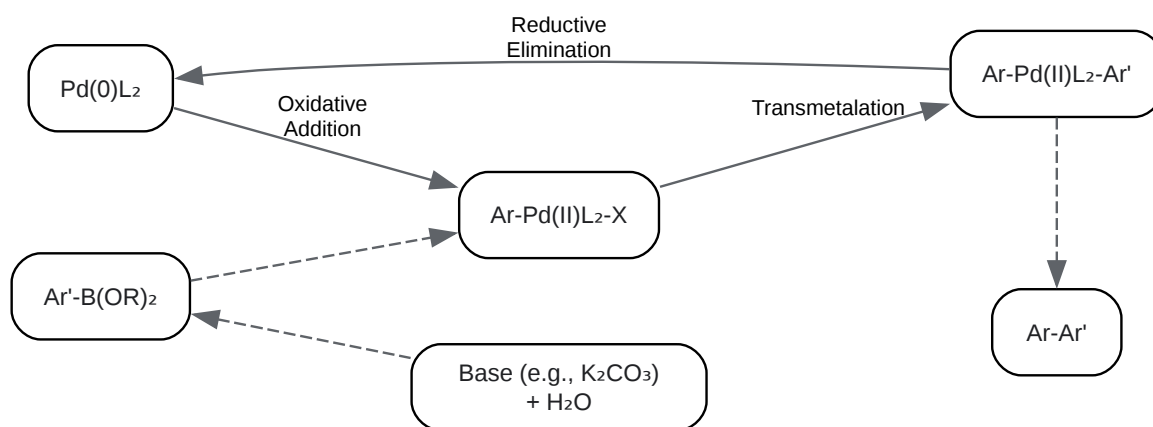 Reductive
Elimination
Ar-Pd(II)L₂-Ar'
Pd(0)L₂
Oxidative
Addition
Transmetalation
Ar-Pd(II)L₂-X
Ar'-B(OR)₂
Ar-Ar'
Base (e.g., K₂CO₃)
+ H₂O